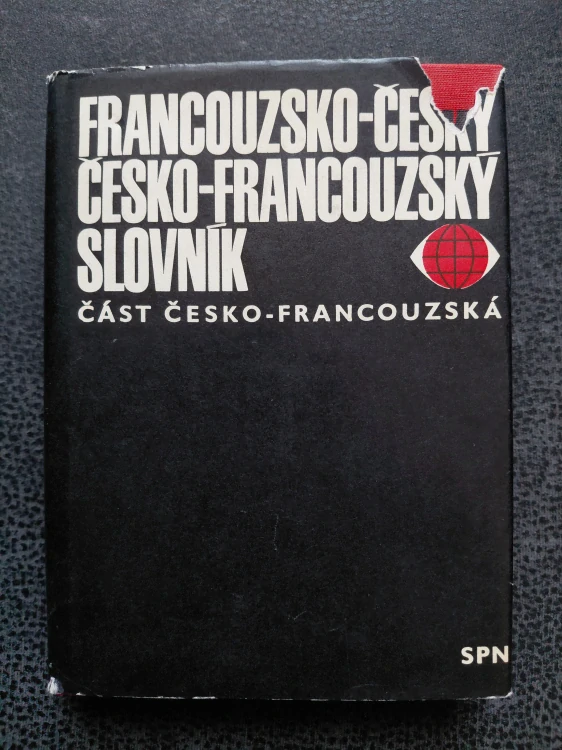 FRANCOUZSKO-ČESKÝ
ČESKO-FRANCOUZSKÝ
SLOVNÍK
ČÁST ČESKO-FRANCOUZSKÁ
SPN